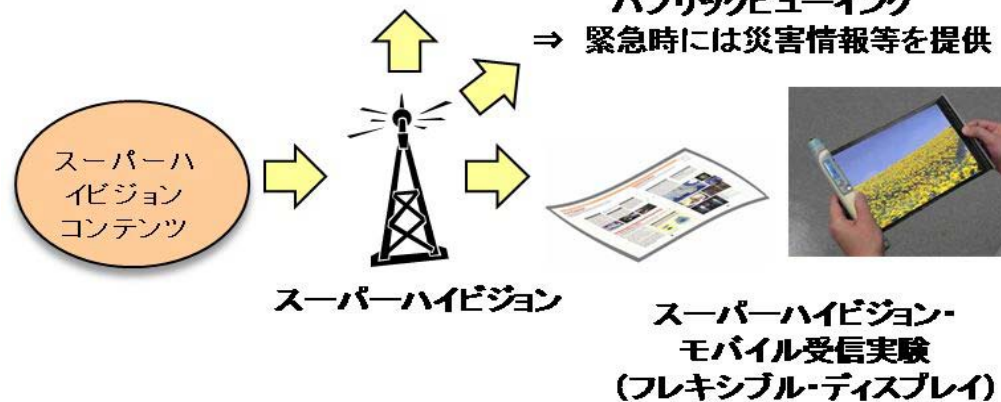 パブリックビューイング
⇒ 緊急時には災害情報等を提供
スーパーハ
イビジョン
コンテンツ
スーパーハイビジョン
スーパーハイビジョン・
モバイル受信実験
(フレキシブル・ディスプレイ)